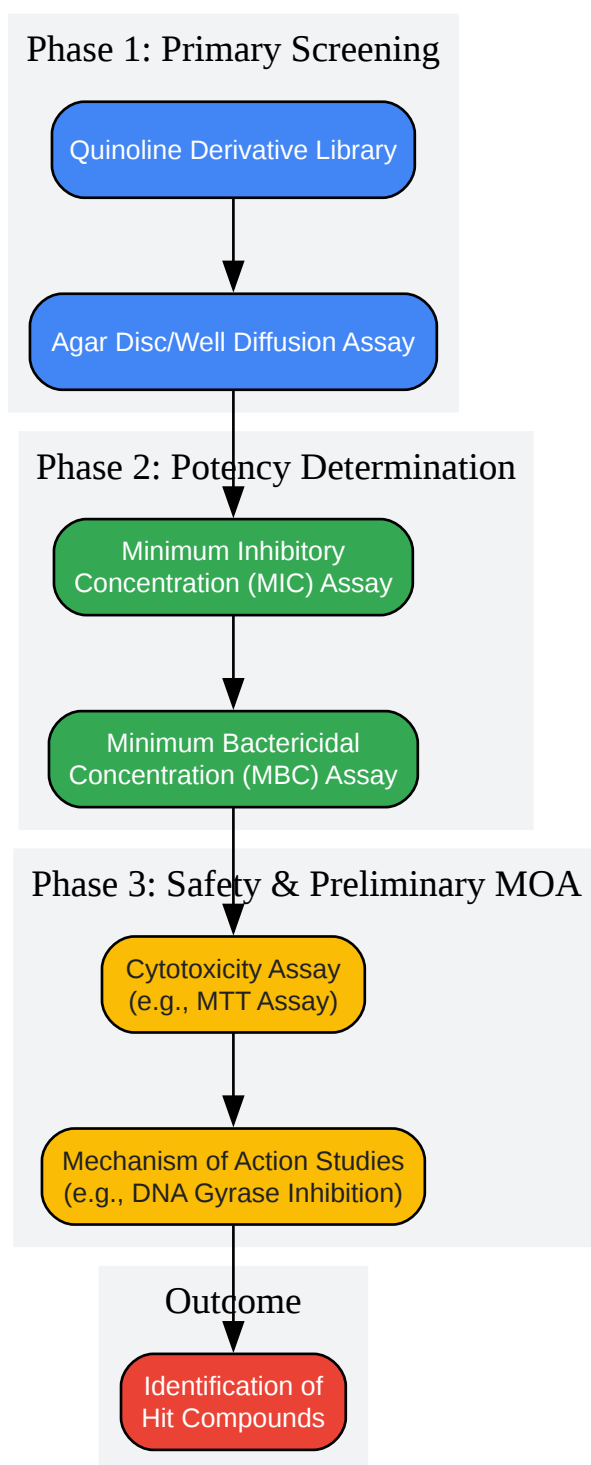 Phase 1: Primary Screening
Quinoline Derivative Library
Agar Disc/Well Diffusion Assay
Phase 2: Potency Determination
Minimum Inhibitory
Concentration (MIC) Assay
Minimum Bactericidal
Concentration (MBC) Assay
Phase 3: Safety & Preliminary MOA
Cytotoxicity Assay
(e.g., MTT Assay)
Mechanism of Action Studies
(e.g., DNA Gyrase Inhibition)
Outcome
Identification of
Hit Compounds